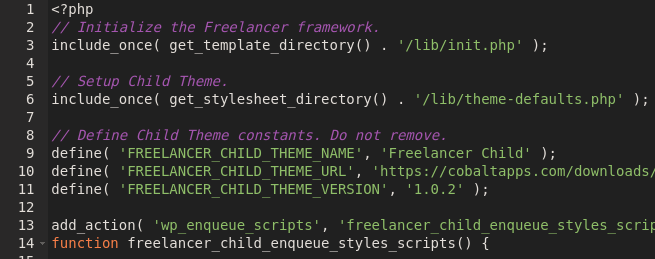 1 <?php
2 // Initialize the Freelancer framework.
3 include_once( get_template_directory() . '/lib/init.php' );
4
5 // Setup Child Theme.
6 include_once( get_stylesheet_directory() . '/lib/theme-defaults.php' );
7
8 // Define Child Theme constants. Do not remove.
9 define( 'FREELANCER_CHILD_THEME_NAME', 'Freelancer Child' );
10 define( 'FREELANCER_CHILD_THEME_URL', 'https://cobaltapps.com/downloads/
11 define( 'FREELANCER_CHILD_THEME_VERSION', '1.0.2' );
12
13 add_action( 'wp_enqueue_scripts', 'freelancer_child_enqueue_styles_scrip
14 function freelancer_child_enqueue_styles_scripts() {